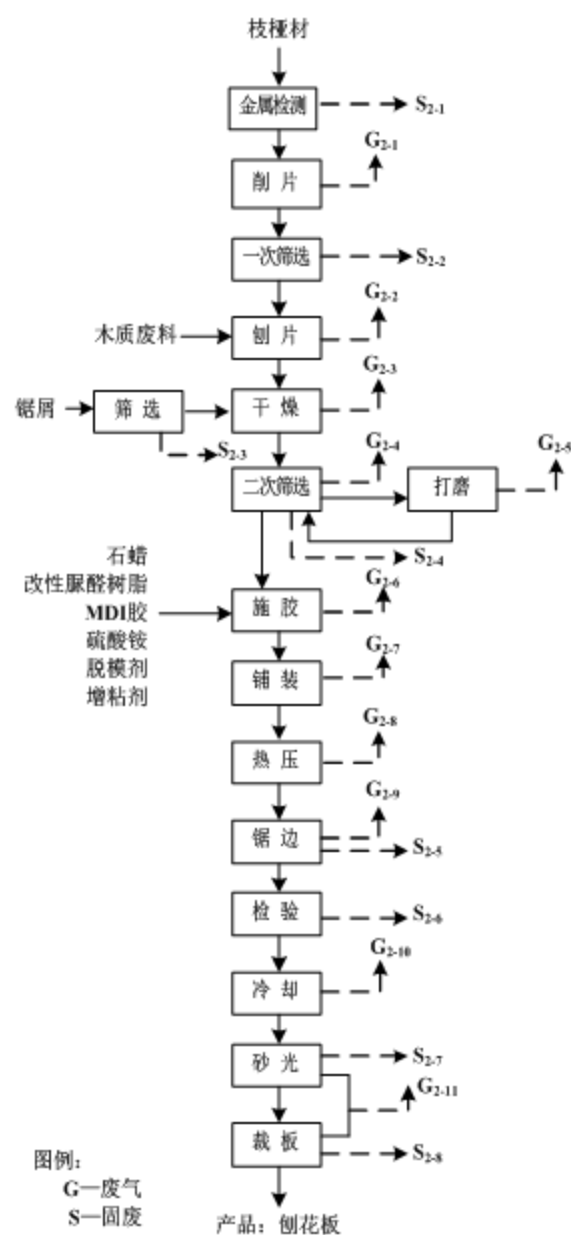 枝桠材
金属检测
S2-1
G2-1
削片
一次筛选
S2-2
G2-2
木质废料
刨片
G2-3
锯屑
筛选
干燥
S2-3
G2-4
G2-5
二次筛选
打磨
S2-4
石蜡
改性脲醛树脂
MDI胶
硫酸铵
脱模剂
增粘剂
G2-6
施胶
G2-7
铺装
G2-8
热压
G2-9
锯边
S2-5
检验
S2-6
G2-10
冷却
砂光
S2-7
G2-11
裁板
S2-8
图例：
G—废气
S—固废
产品：刨花板